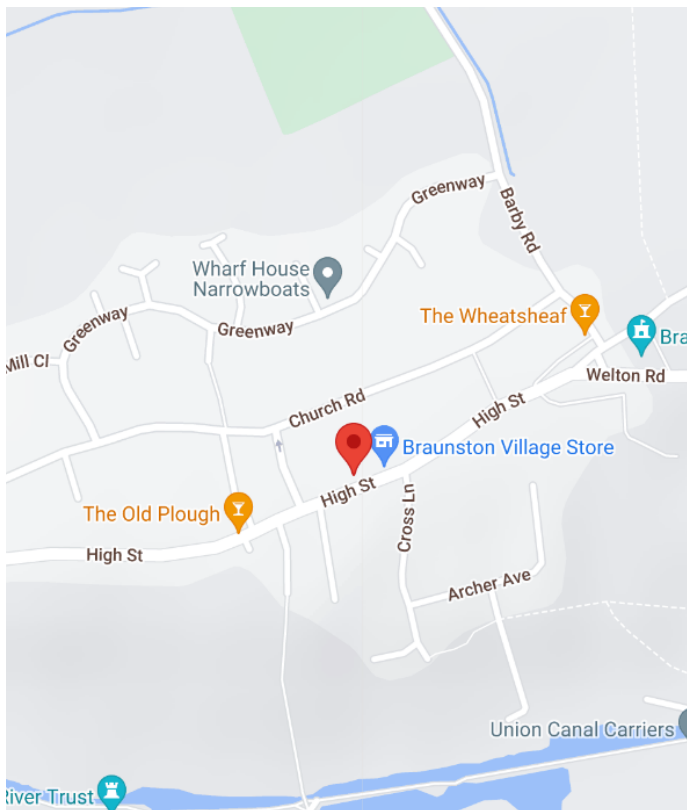 Greenway
Barby Rd
Wharf House
Narrowboats
The Wheatsheaf
Greenway
Greenway
Bra
Mill Cl
Welton Rd
Church Rd
High St
Braunston Village Store
High St
The Old Plough
Cross Ln
High St
Archer Ave
Union Canal Carriers
River Trust